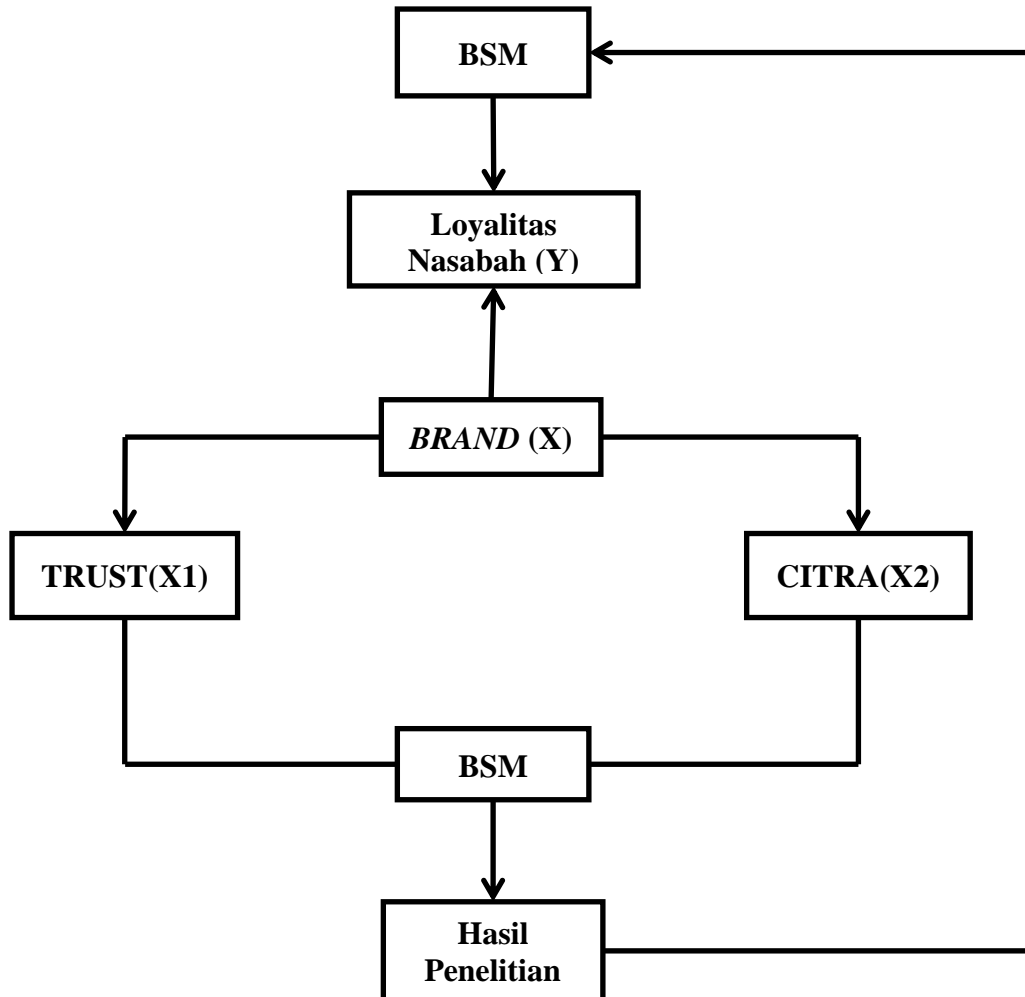 BSM
Loyalitas
Nasabah (Y)
BRAND (X)
TRUST(X1)
CITRA(X2)
BSM
Hasil
Penelitian